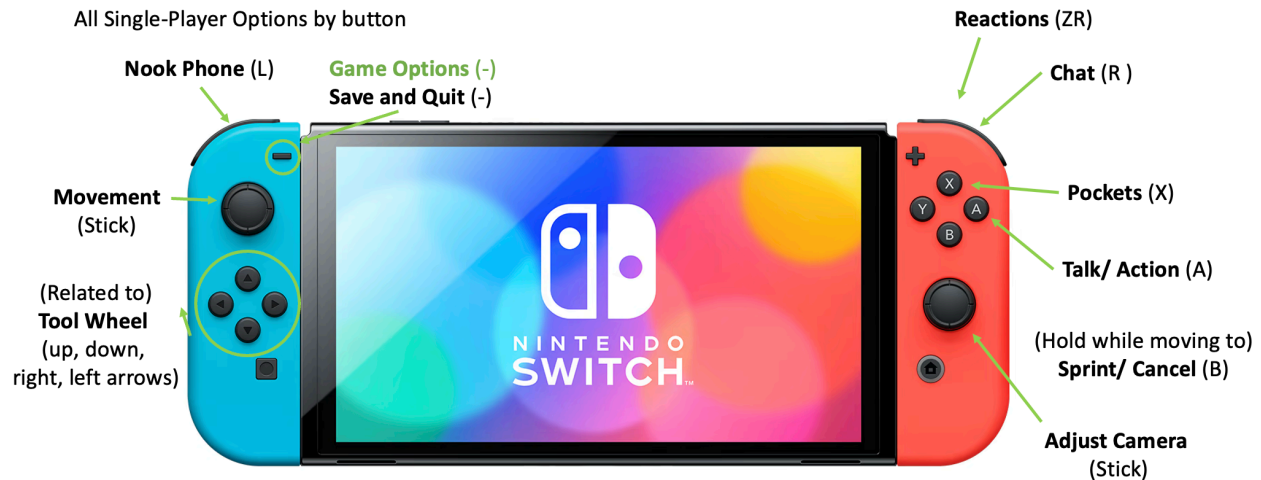 All Single-Player Options by button
Reactions (ZR)
Nook Phone (L)
Game Options (-)
Save and Quit (-)
Chat (R )
Movement
(Stick)
Pockets (X)
X
Y
A
B
Talk/ Action (A)
(Related to)
Tool Wheel
(up, down,
right, left arrows)
NINTENDO
SWITCH™
(Hold while moving to)
Sprint/ Cancel (B)
Adjust Camera
(Stick)